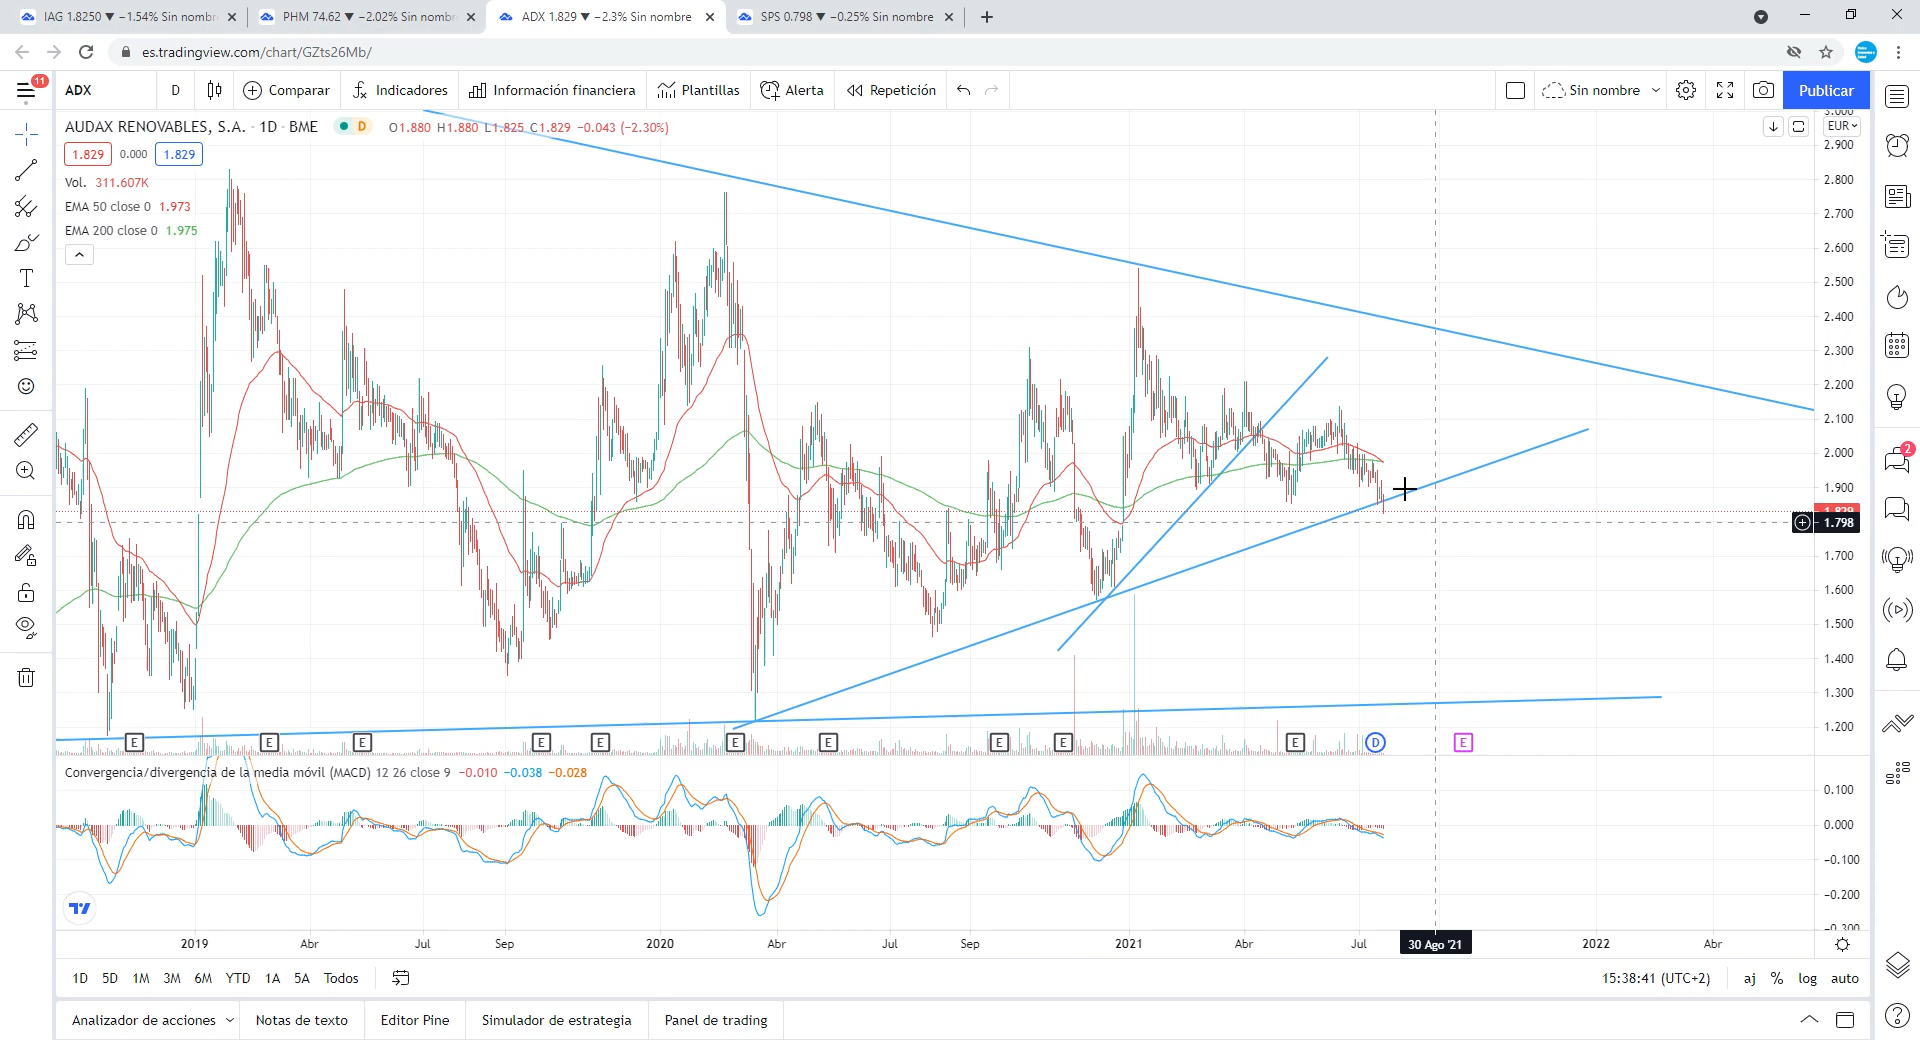 IAG 1.8250 ▼ −1.54% Sin nombr
PHM 74.62 ▼ −2.02% Sin nombr
ADX 1.829 ▼ −2.3% Sin nombre
SPS 0.798 ▼ −0.25% Sin nombre
es.tradingview.com/chart/GZts26Mb/
11
ADX
D
Comparar
Indicadores
Información financiera
Plantillas
Alerta
Repetición
Sin nombre
Publicar
AUDAX RENOVABLES, S.A. · 1D · BME
D
O1.880 H1.880 L1.825 C1.829 −0.043 (−2.30%)
EUR
1.829 0.000 1.829
Vol. 311.607K
EMA 50 close 0 1.973
EMA 200 close 0 1.975
3.000
2.900
2.800
2.700
2.600
2.500
2.400
2.300
2.200
2.100
2.000
1.900
1.829
1.798
1.700
1.600
1.500
1.400
1.300
1.200
2
E E E E E E E E E E D E
Convergencia/divergencia de la media móvil (MACD) 12 26 close 9 −0.010 −0.038 −0.028
0.100
0.000
−0.100
−0.200
−0.300
2019 Abr Jul Sep 2020 Abr Jul Sep 2021 Abr Jul 30 Ago '21 2022 Abr
1D 5D 1M 3M 6M YTD 1A 5A Todos
15:38:41 (UTC+2)
aj % log auto
Analizador de acciones
Notas de texto
Editor Pine
Simulador de estrategia
Panel de trading